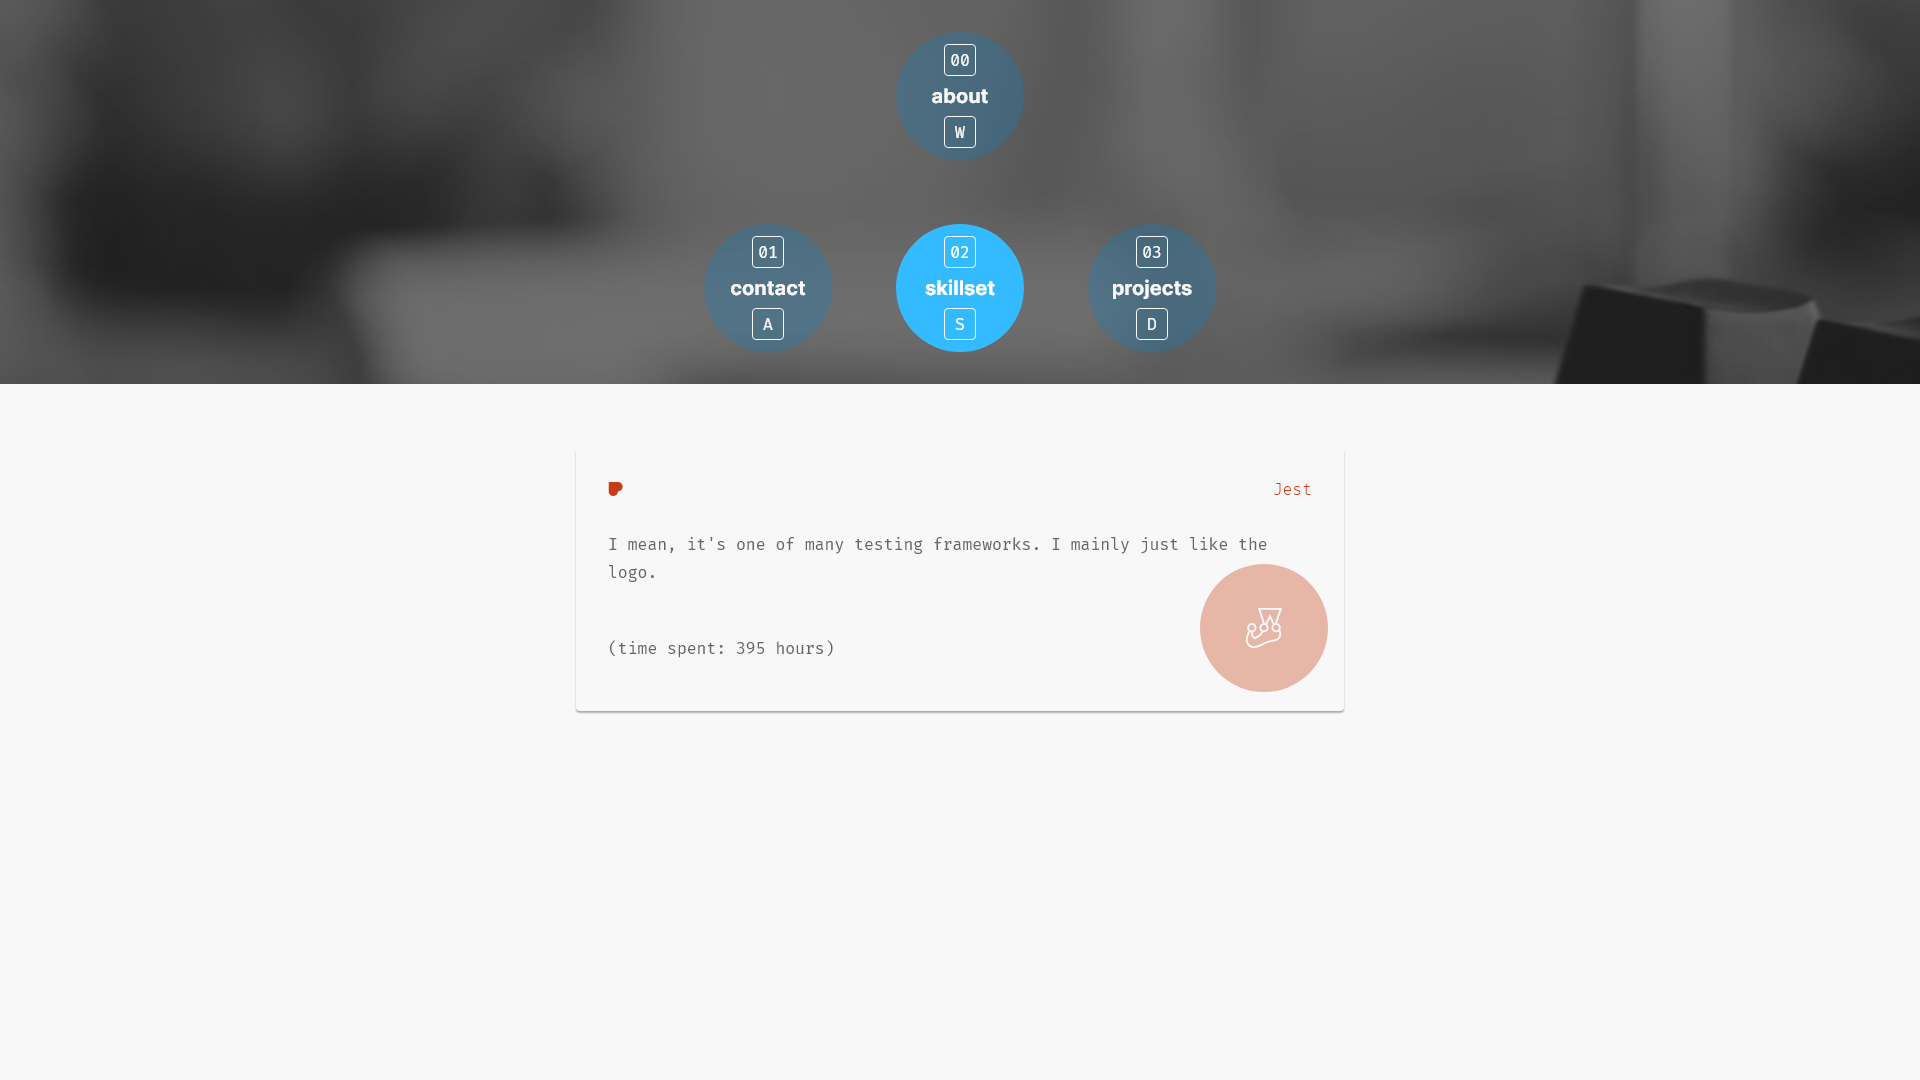 00
about
W
01
contact
A
02
skillset
S
03
projects
D
Jest
I mean, it's one of many testing frameworks. I mainly just like the
logo.
(time spent: 395 hours)